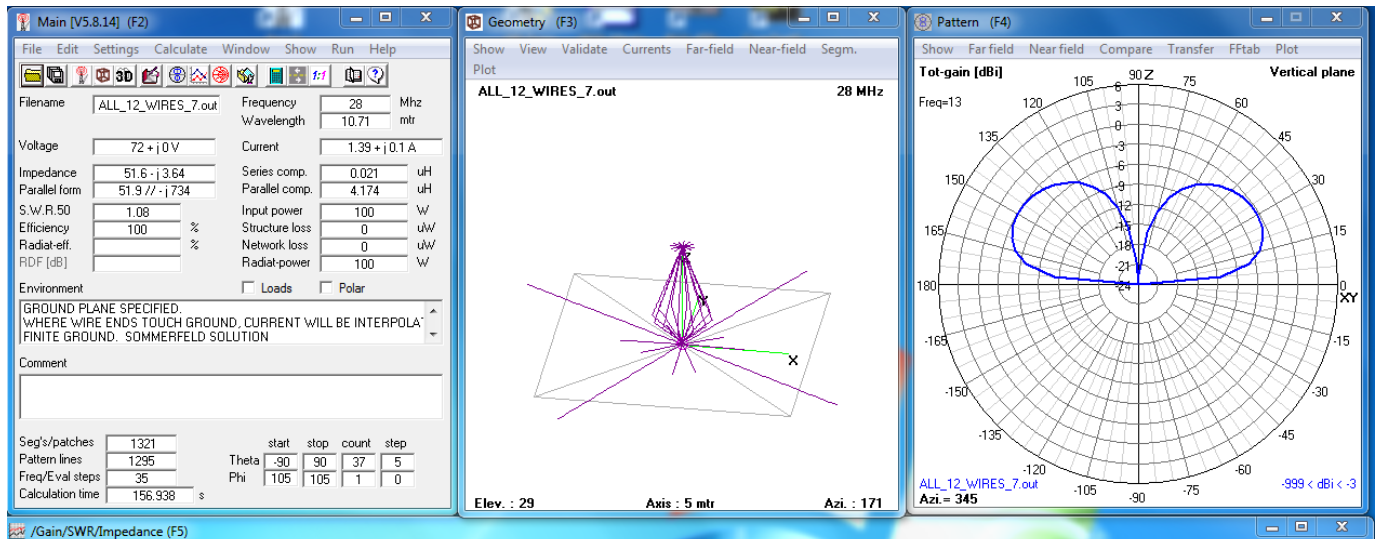 Main [V5.8.14] (F2)
File Edit Settings Calculate Window Show Run Help
3D 1:1
Filename ALL_12_WIRES_7.out Frequency 28 Mhz
Wavelength 10.71 mtr
Voltage 72 + j 0 V Current 1.39 + j 0.1 A
Impedance 51.6 - j 3.64 Series comp. 0.021 uH
Parallel form 51.9 // - j 734 Parallel comp. 4.174 uH
S.W.R.50 1.08 Input power 100 W
Efficiency 100 % Structure loss 0 uW
Radiat-eff. % Network loss 0 uW
RDF [dB] Radiat-power 100 W
Environment Loads Polar
GROUND PLANE SPECIFIED.
WHERE WIRE ENDS TOUCH GROUND, CURRENT WILL BE INTERPOLA
FINITE GROUND. SOMMERFELD SOLUTION
Comment
Seg's/patches 1321 start stop count step
Pattern lines 1295 Theta -90 90 37 5
Freq/Eval steps 35 Phi 105 105 1 0
Calculation time 156.938 s
Geometry (F3)
Show View Validate Currents Far-field Near-field Segm.
Plot
ALL_12_WIRES_7.out 28 MHz
Z
Y
X
Elev. : 29 Axis : 5 mtr Azi. : 171
Pattern (F4)
Show Far field Near field Compare Transfer FFtab Plot
Tot-gain [dBi] Vertical plane
Freq=13
105 90 Z 75
120 60
135 45
150 30
165 15
180 0
XY
-165 -15
-150 -30
-135 -45
-120 -60
-105 -90 -75
6
3
0
-3
-6
-9
-12
-15
-18
-21
-24
ALL_12_WIRES_7.out -999 < dBi < -3
Azi.= 345
/Gain/SWR/Impedance (F5)